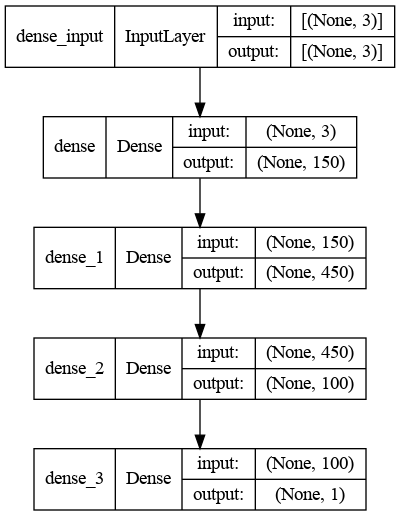 dense_input InputLayer input: [(None, 3)]
output: [(None, 3)]
dense Dense input: (None, 3)
output: (None, 150)
dense_1 Dense input: (None, 150)
output: (None, 450)
dense_2 Dense input: (None, 450)
output: (None, 100)
dense_3 Dense input: (None, 100)
output: (None, 1)